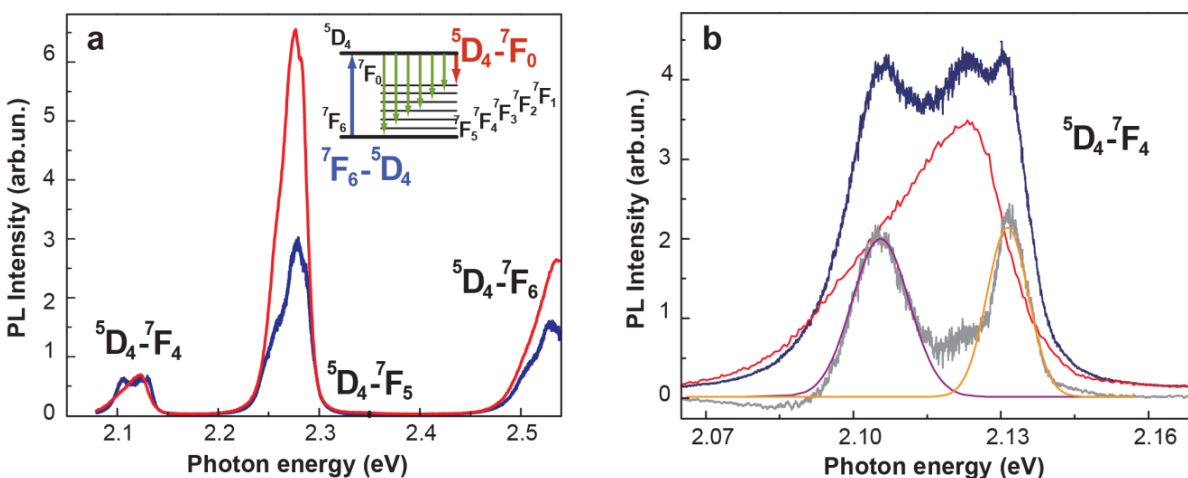 a
PL Intensity (arb.un.)
6
5
4
3
2
1
0
2.1 2.2 2.3 2.4 2.5
Photon energy (eV)
⁵D₄-⁷F₄
⁵D₄-⁷F₅
⁵D₄-⁷F₆
⁵D₄
⁵D₄-⁷F₀
⁷F₀
⁷F₆
⁷F₅ ⁷F₄ ⁷F₃ ⁷F₂ ⁷F₁
⁷F₆-⁵D₄
b
PL Intensity (arb.un.)
4
3
2
1
0
2.07 2.10 2.13 2.16
Photon energy (eV)
⁵D₄-⁷F₄